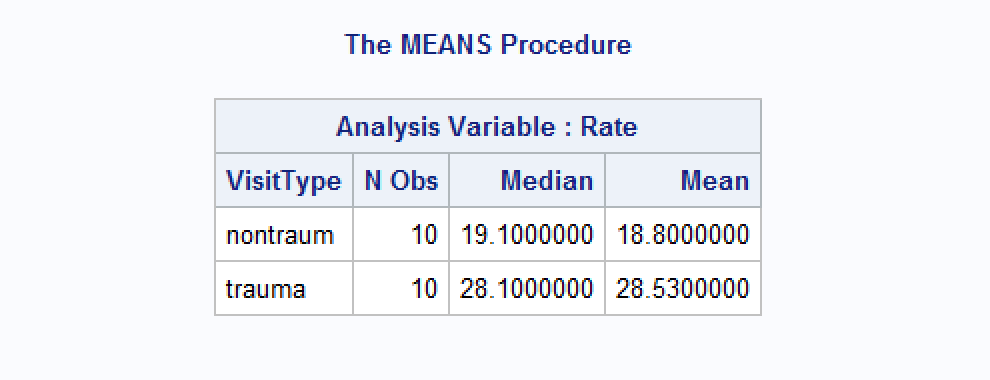 The MEANS Procedure
Analysis Variable : Rate
VisitType N Obs Median Mean
nontraum 10 19.1000000 18.8000000
trauma 10 28.1000000 28.5300000